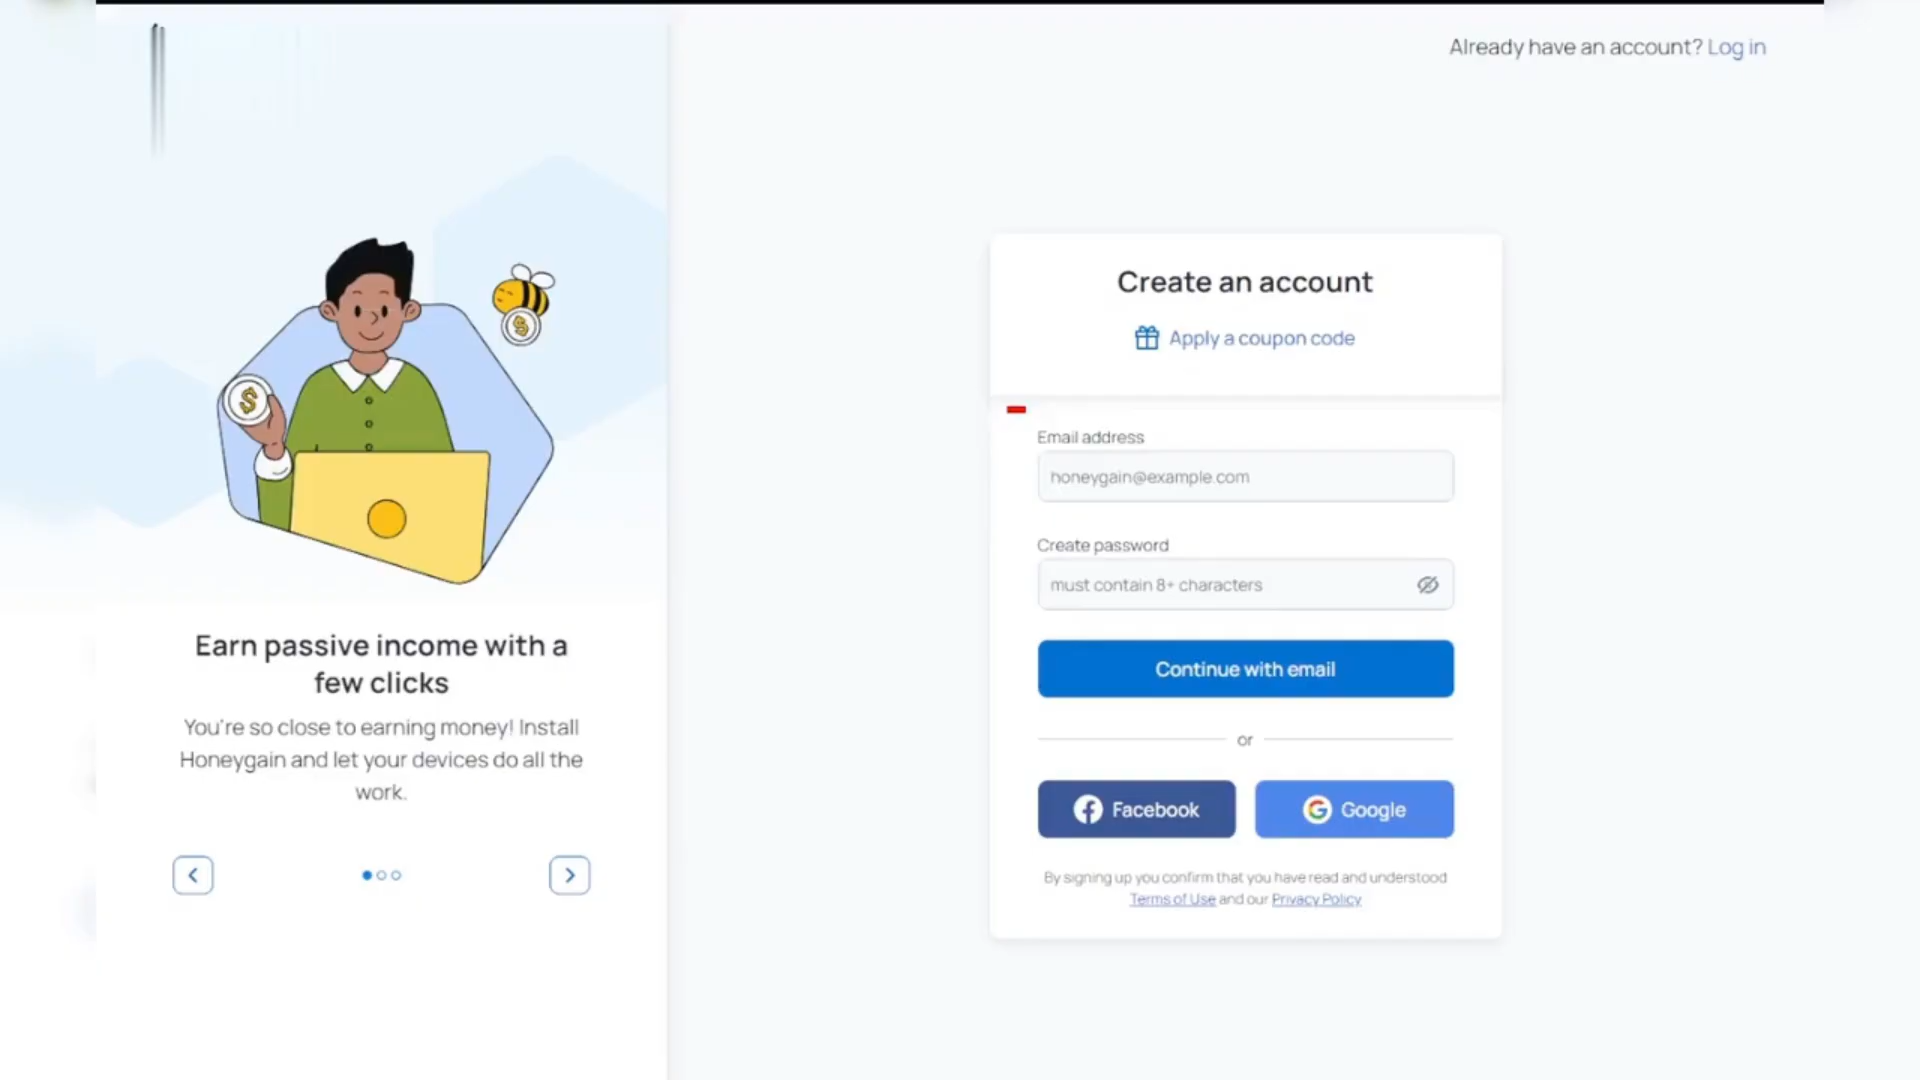 Already have an account? Log in
Create an account
Apply a coupon code
Email address
honeygain@example.com
Create password
must contain 8+ characters
Continue with email
or
Facebook
Google
By signing up you confirm that you have read and understood
Terms of Use and our Privacy Policy
Earn passive income with a
few clicks
You're so close to earning money! Install
Honeygain and let your devices do all the
work.